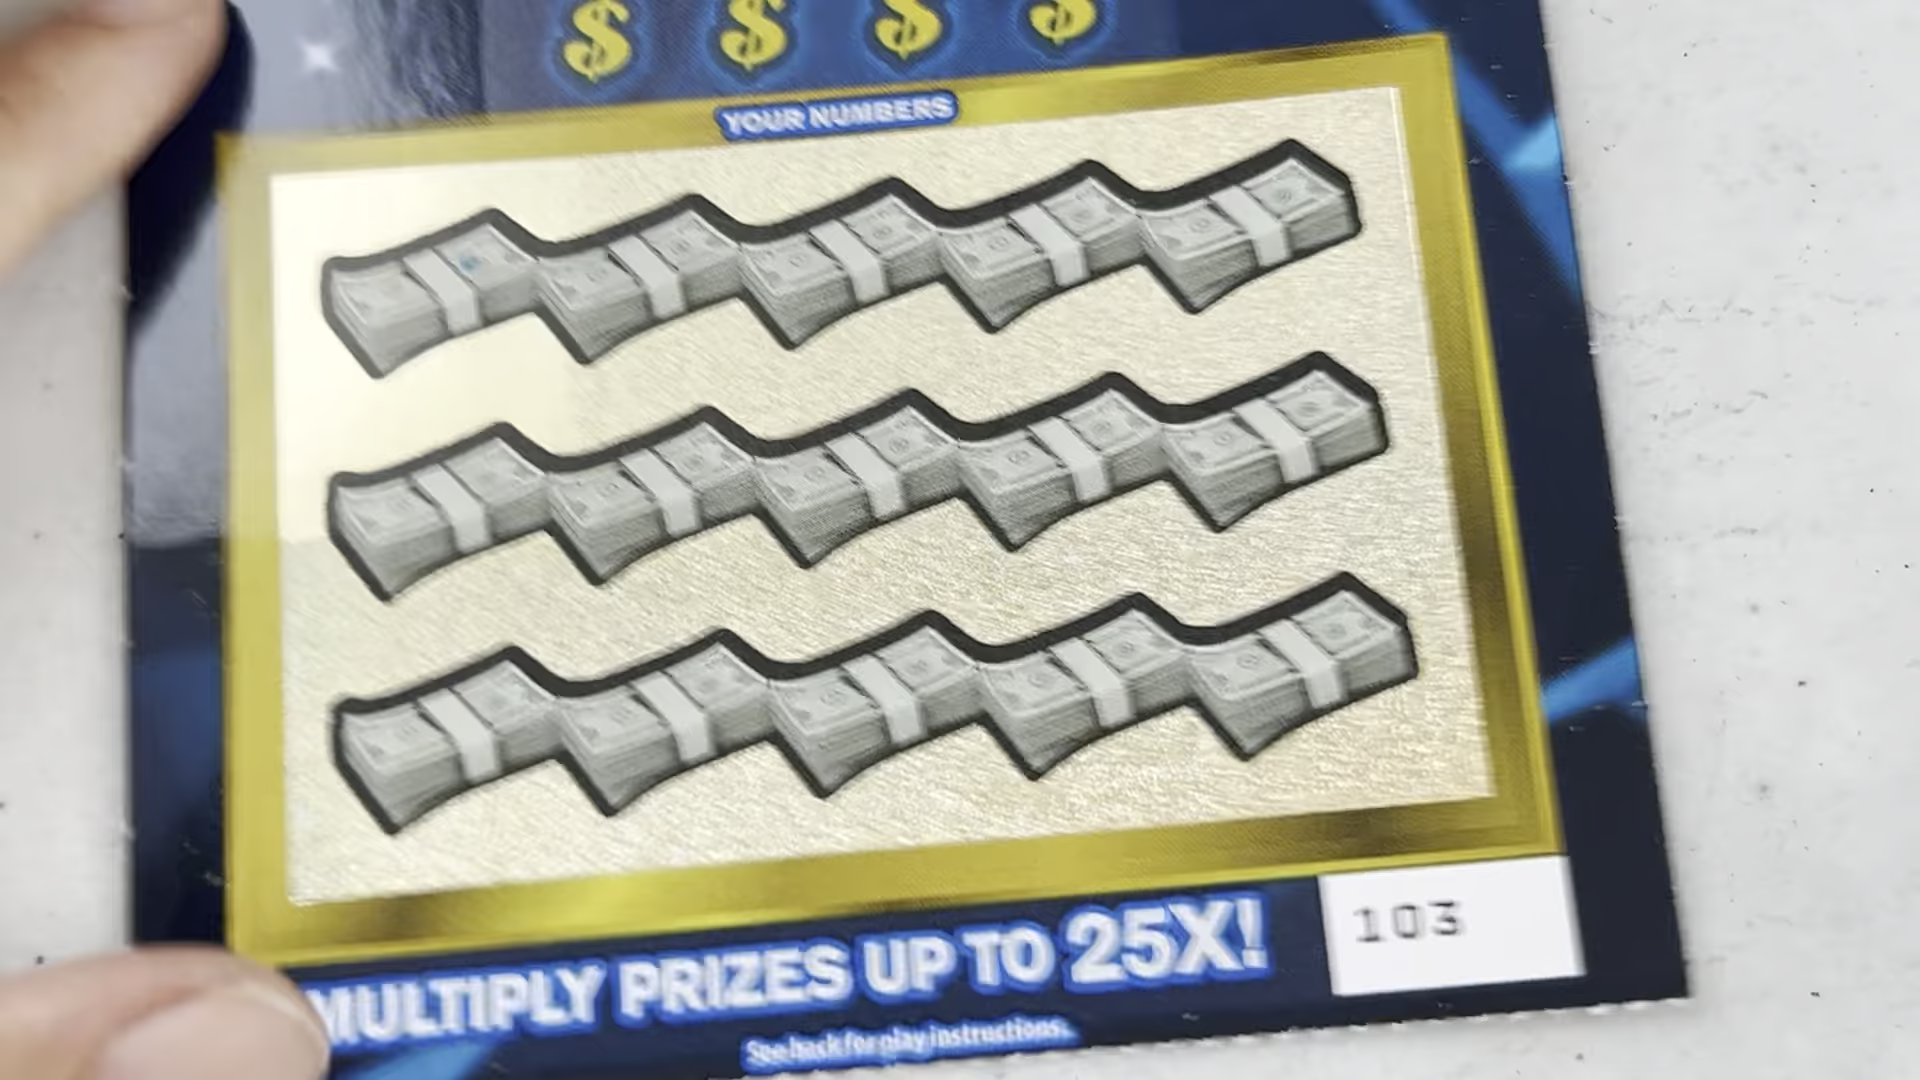 $ $ $ $
YOUR NUMBERS
MULTIPLY PRIZES UP TO 25X!
103
See back for play instructions.